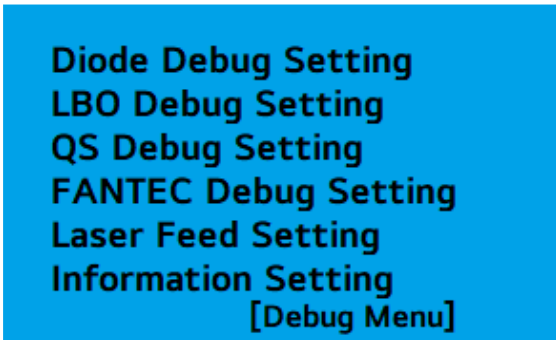 Diode Debug Setting
LBO Debug Setting
QS Debug Setting
FANTEC Debug Setting
Laser Feed Setting
Information Setting
[Debug Menu]